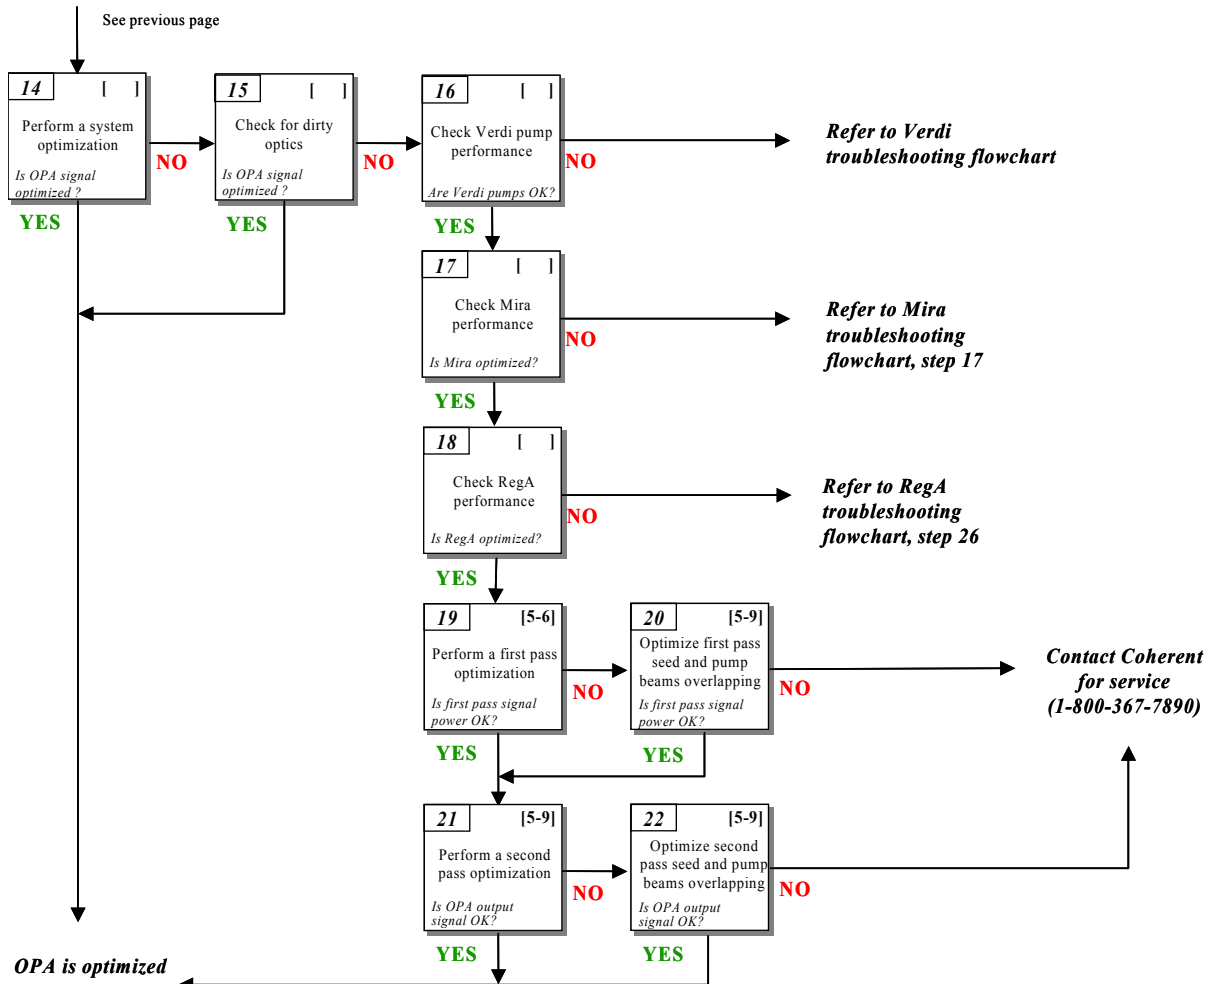 See previous page
14 [ ]
Perform a system
optimization
Is OPA signal
optimized ?
YES
NO
15 [ ]
Check for dirty
optics
Is OPA signal
optimized ?
YES
NO
16 [ ]
Check Verdi pump
performance
Are Verdi pumps OK?
YES
NO
Refer to Verdi
troubleshooting flowchart
17 [ ]
Check Mira
performance
Is Mira optimized?
YES
NO
Refer to Mira
troubleshooting
flowchart, step 17
18 [ ]
Check RegA
performance
Is RegA optimized?
YES
NO
Refer to RegA
troubleshooting
flowchart, step 26
19 [5-6]
Perform a first pass
optimization
Is first pass signal
power OK?
YES
NO
20 [5-9]
Optimize first pass
seed and pump
beams overlapping
Is first pass signal
power OK?
YES
NO
Contact Coherent
for service
(1-800-367-7890)
21 [5-9]
Perform a second
pass optimization
Is OPA output
signal OK?
YES
NO
22 [5-9]
Optimize second
pass seed and pump
beams overlapping
Is OPA output
signal OK?
YES
NO
OPA is optimized